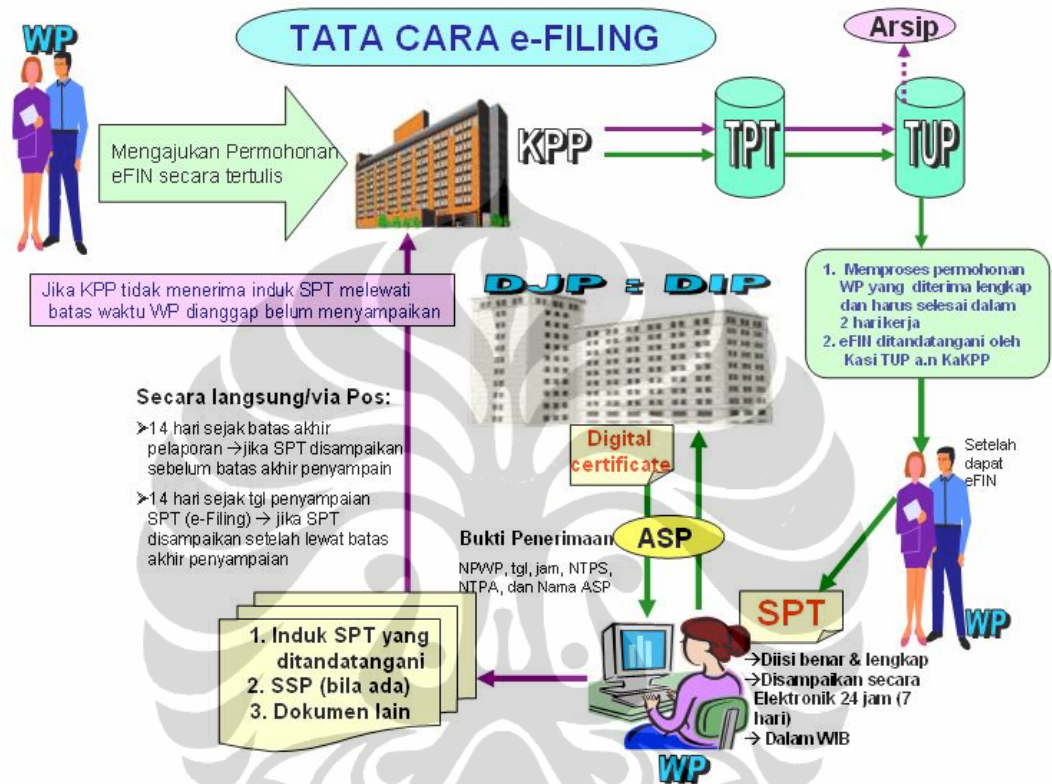 TATA CARA e-FILING
WP
Arsip
Mengajukan Permohonan
eFIN secara tertulis
KPP
TPT
TUP
Jika KPP tidak menerima induk SPT melewati
batas waktu WP dianggap belum menyampaikan
DJP = DIP
1. Memproses permohonan
WP yang diterima lengkap
dan harus selesai dalam
2 hari kerja
2. eFIN ditandatangani oleh
Kasi TUP a.n KaKPP
Secara langsung/via Pos:
➢14 hari sejak batas akhir
pelaporan →jika SPT disampaikan
sebelum batas akhir penyampain
➢14 hari sejak tgl penyampaian
SPT (e-Filing) → jika SPT
disampaikan setelah lewat batas
akhir penyampaian
Digital
certificate
Setelah
dapat
eFIN
Bukti Penerimaan
NPWP, tgl, jam, NTPS,
NTPA, dan Nama ASP
ASP
SPT
WP
→Diisi benar & lengkap
→Disampaikan secara
Elektronik 24 jam (7
hari)
→ Dalam WIB
1. Induk SPT yang
ditandatangani
2. SSP (bila ada)
3. Dokumen lain
WP